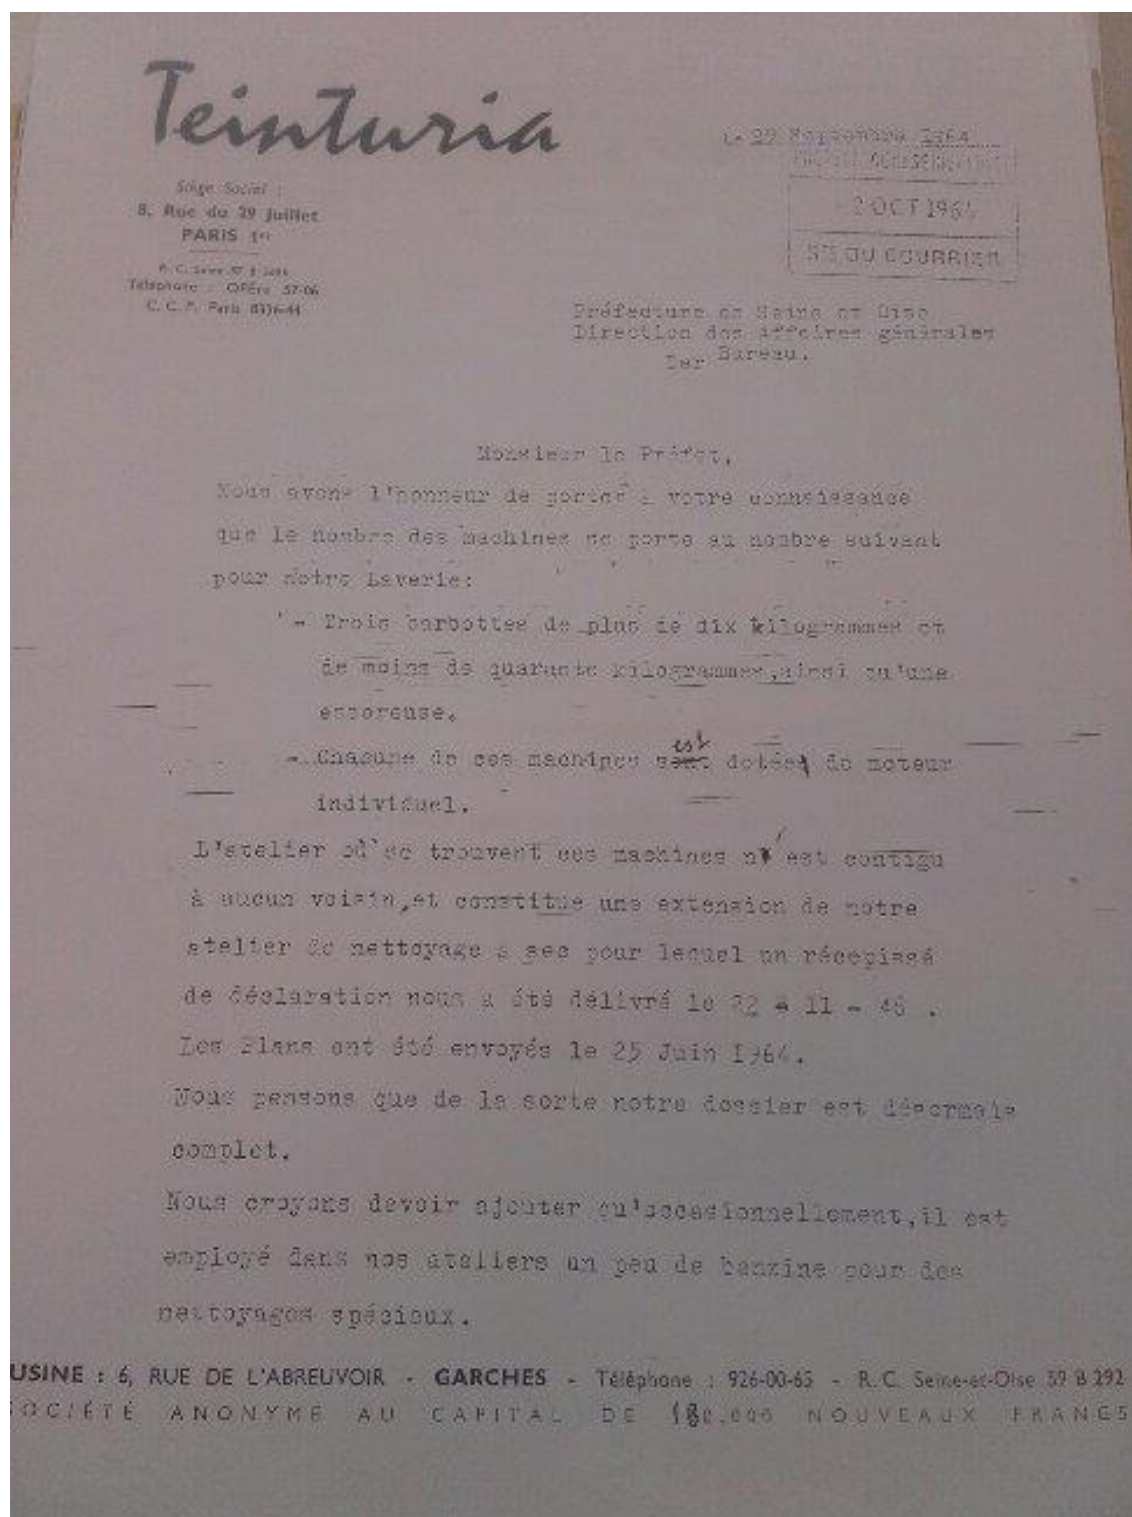 Teinturia
Siège Social :
8, Rue du 29 Juillet
PARIS 1er
Téléphone : OPÉra 57-06
C. C. P. Paris 8336-44
29 Septembre 1964
2 OCT 1964
DU COURRIER
Préfecture de Seine et Oise
Direction des Affaires générales
Ier Bureau.
Monsieur le Préfet,
Nous avons l'honneur de porter à votre connaissance
que le nombre des machines se porte au nombre suivant
pour notre Laverie:
- Trois barbottes de plus de dix kilogrammes et
de moins de quarante kilogrammes, ainsi qu'une
essoreuse.
est
- Chacune de ces machines sont dotée de moteur
individuel.
L'atelier où se trouvent ces machines n'est contigu
à aucun voisin, et constitue une extension de notre
atelier de nettoyage à sec pour lequel un récépissé
de déclaration nous a été délivré le 22 - 11 - 46 .
Les Plans ont été envoyés le 25 Juin 1964.
Nous pensons que de la sorte notre dossier est désormais
complet.
Nous croyons devoir ajouter qu'occasionnellement, il est
employé dans nos ateliers un peu de benzine pour des
nettoyages spéciaux.
USINE : 6, RUE DE L'ABREUVOIR - GARCHES - Téléphone : 926-00-65 - R. C. Seine-et-Oise 59 B 292
SOCIÉTÉ ANONYME AU CAPITAL DE 180.000 NOUVEAUX FRANCS